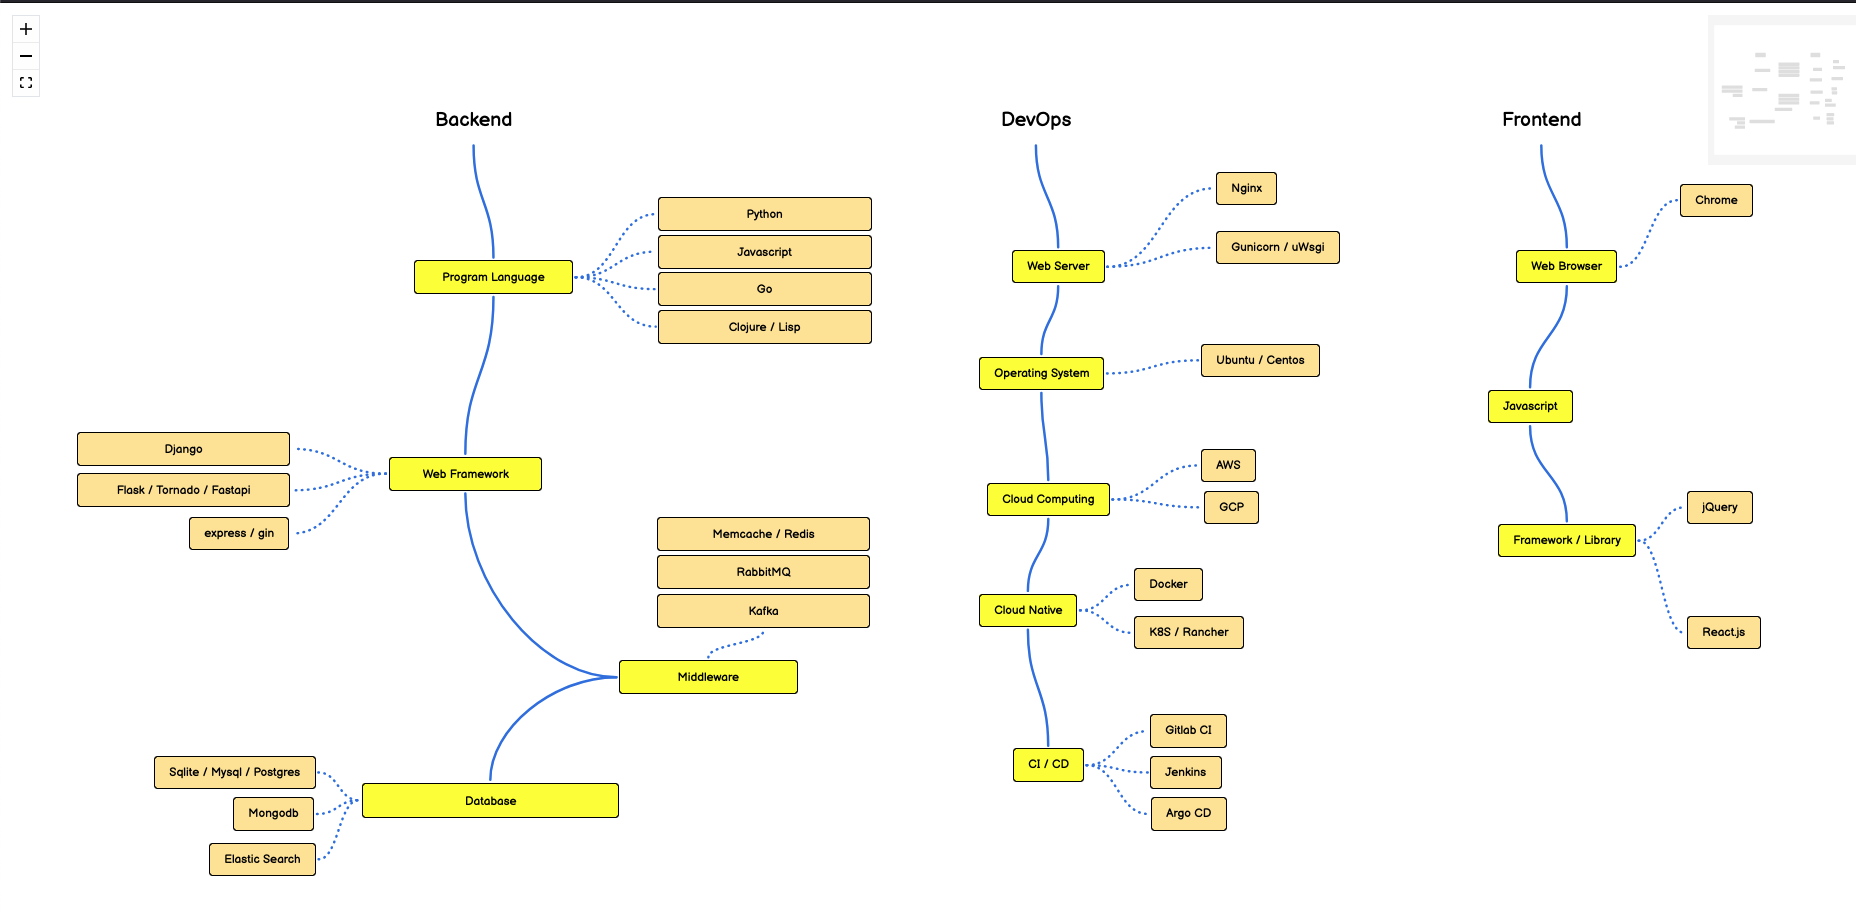 Backend
Program Language
Python
Javascript
Go
Clojure / Lisp
Web Framework
Django
Flask / Tornado / Fastapi
express / gin
Memcache / Redis
RabbitMQ
Kafka
Middleware
Database
Sqlite / Mysql / Postgres
Mongodb
Elastic Search
DevOps
Web Server
Nginx
Gunicorn / uWsgi
Operating System
Ubuntu / Centos
Cloud Computing
AWS
GCP
Cloud Native
Docker
K8S / Rancher
CI / CD
Gitlab CI
Jenkins
Argo CD
Frontend
Web Browser
Chrome
Javascript
Framework / Library
jQuery
React.js